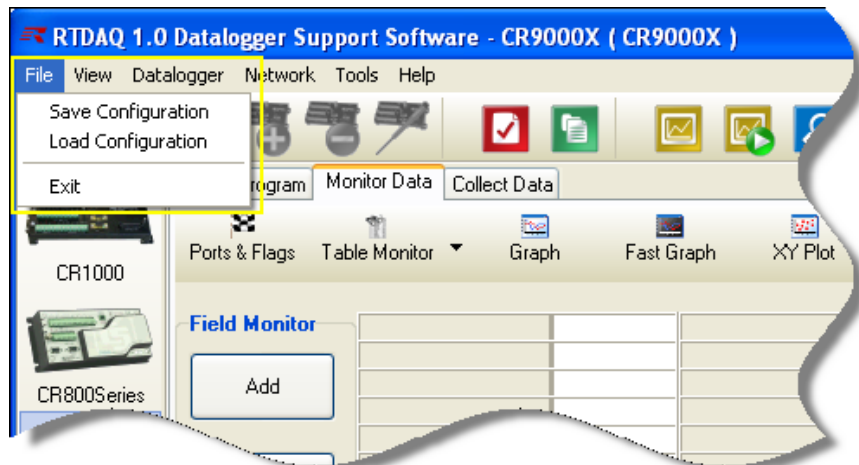 RTDAQ 1.0 Datalogger Support Software - CR9000X ( CR9000X )
File View Datalogger Network Tools Help
Save Configuration
Load Configuration
Exit
Monitor Data Collect Data
Ports & Flags Table Monitor Graph Fast Graph XY Plot
CR1000
Field Monitor
Add
CR800Series